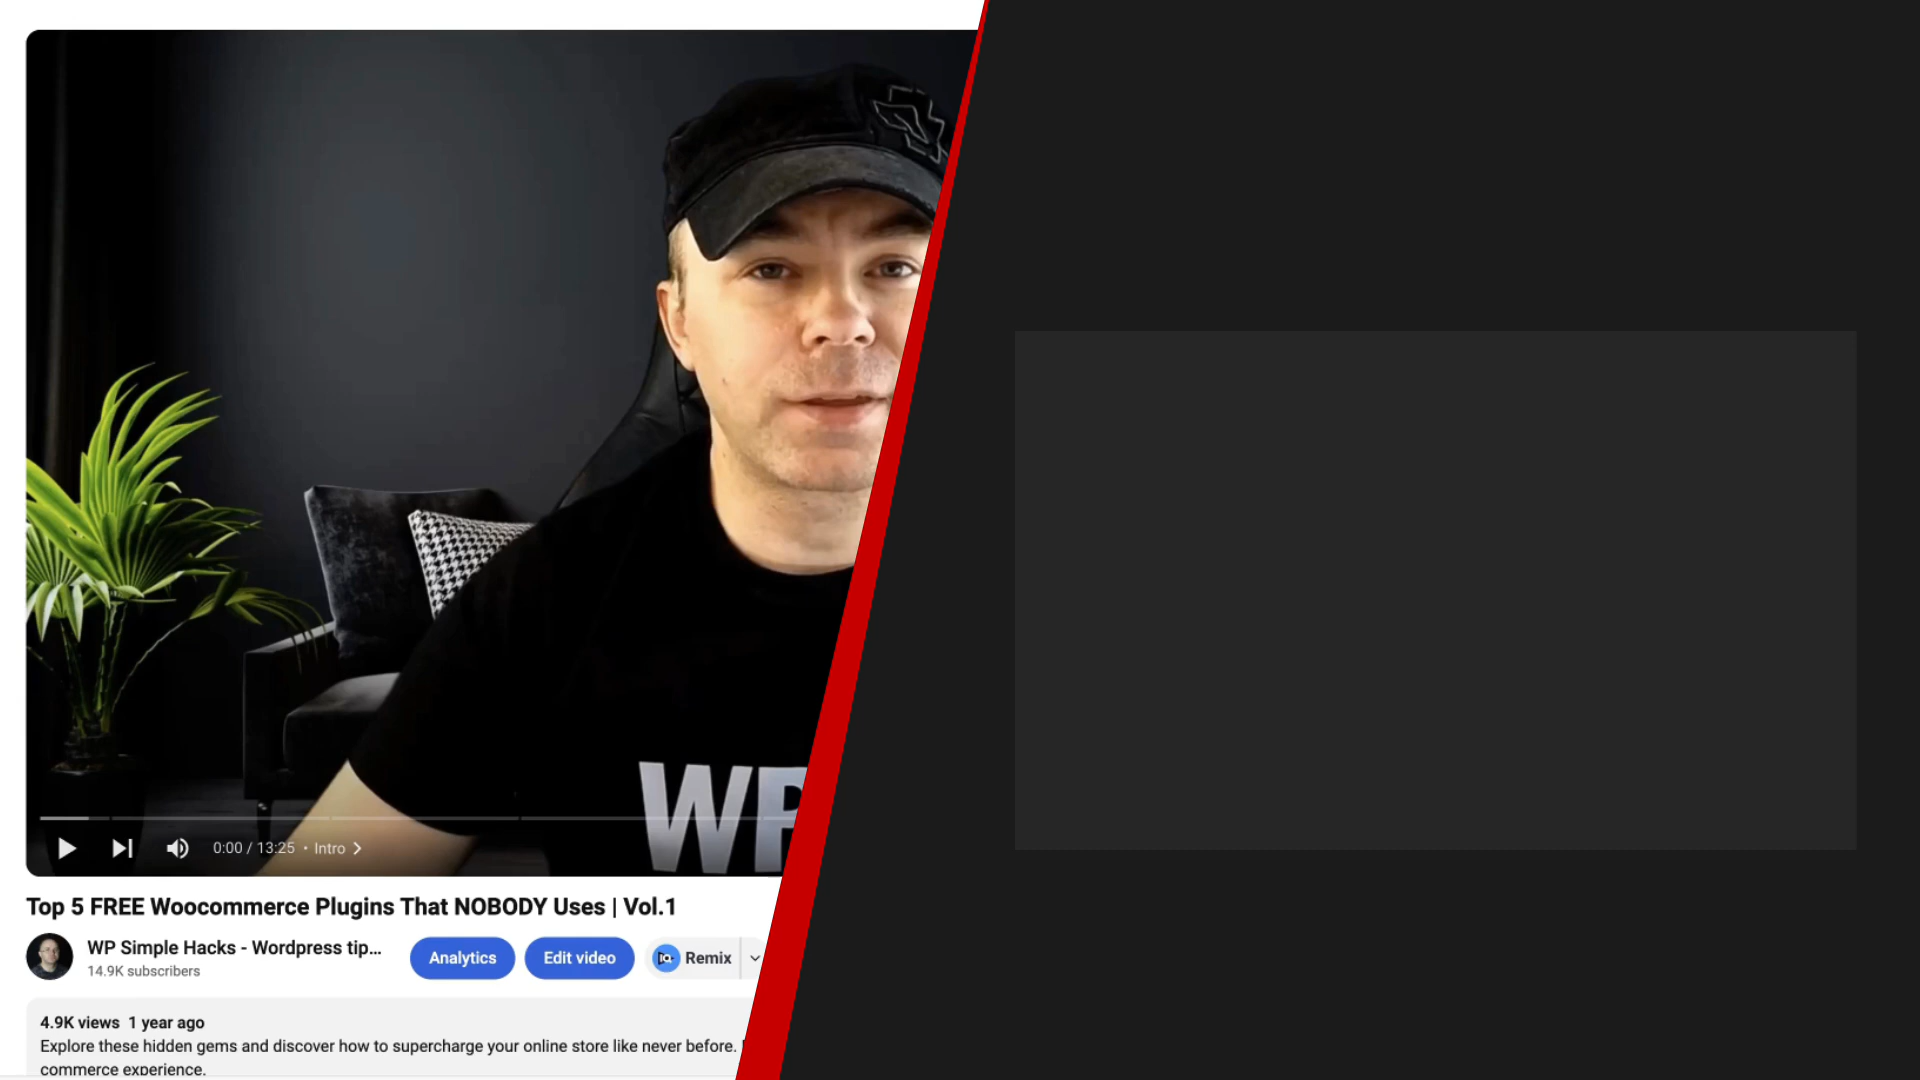 WP
0:00 / 13:25 • Intro
Top 5 FREE Woocommerce Plugins That NOBODY Uses | Vol.1
WP Simple Hacks - Wordpress tip...
14.9K subscribers
Analytics
Edit video
Remix
4.9K views 1 year ago
Explore these hidden gems and discover how to supercharge your online store like never before.
commerce experience.